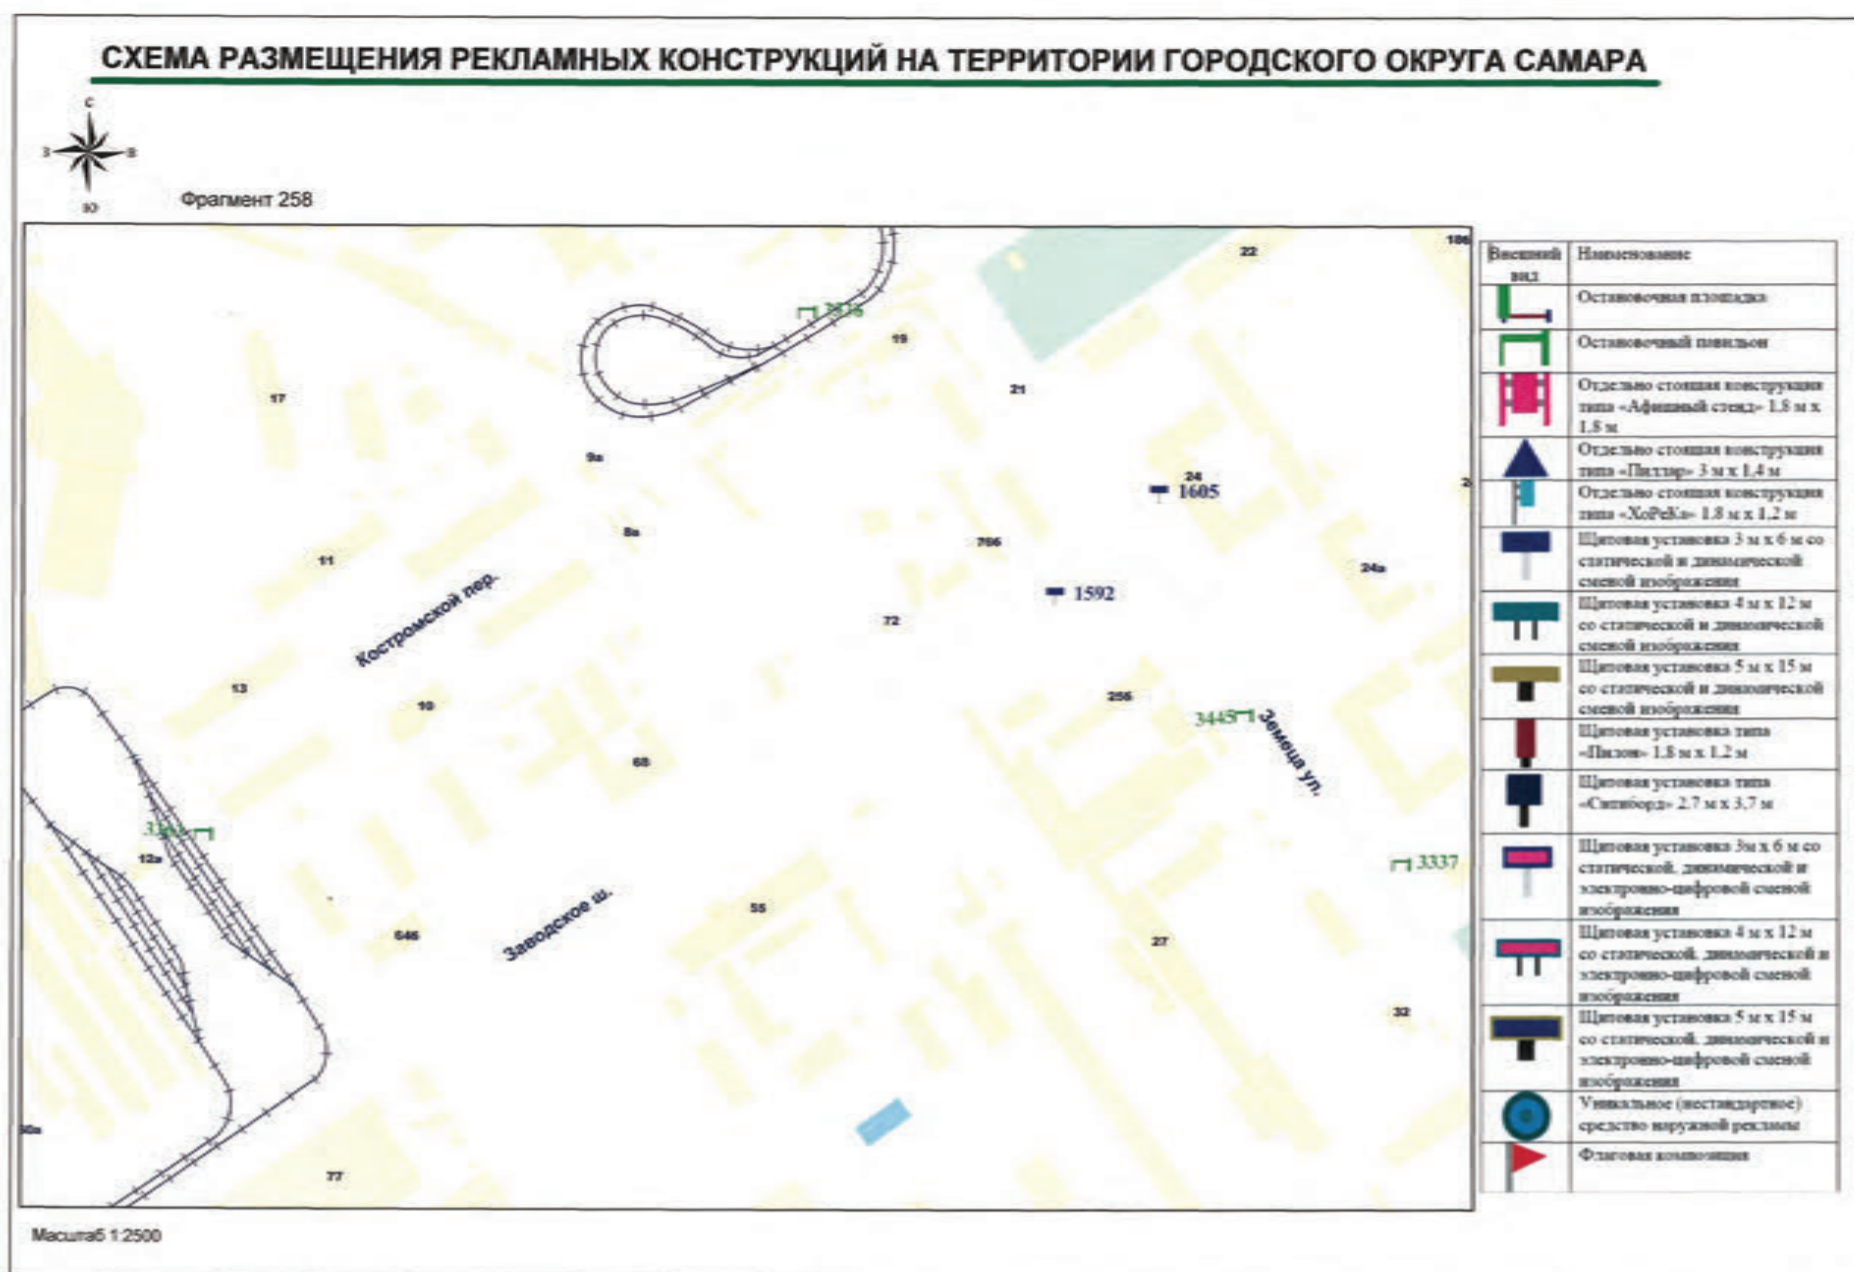 СХЕМА РАЗМЕЩЕНИЯ РЕКЛАМНЫХ КОНСТРУКЦИЙ НА ТЕРРИТОРИИ ГОРОДСКОГО ОКРУГА САМАРА
С
З
В
Ю
Фрагмент 258
22
19
21
17
9а
24
1605
8а
11
24а
1592
72
Костромской пер.
13
10
256
3445
Земеца ул.
68
12а
3337
55
Заводское ш.
27
32
77
Внешний вид
Наименование
Остановочная площадка
Остановочный павильон
Отдельно стоящая конструкция
типа «Афишный стенд» 1.8 м х
1,8 м
Отдельно стоящая конструкция
типа «Пиллар» 3 м х 1,4 м
Отдельно стоящая конструкция
типа «ХоРеКа» 1.8 м х 1,2 м
Щитовая установка 3 м х 6 м со
статической и динамической
сменой изображения
Щитовая установка 4 м х 12 м
со статической и динамической
сменой изображения
Щитовая установка 5 м х 15 м
со статической и динамической
сменой изображения
Щитовая установка типа
«Пилон» 1.8 м х 1.2 м
Щитовая установка типа
«Ситиборд» 2.7 м х 3,7 м
Щитовая установка 3м х 6 м со
статической, динамической и
электронно-цифровой сменой
изображения
Щитовая установка 4 м х 12 м
со статической, динамической и
электронно-цифровой сменой
изображения
Щитовая установка 5 м х 15 м
со статической, динамической и
электронно-цифровой сменой
изображения
Уникальное (нестандартное)
средство наружной рекламы
Флаговая композиция
Масштаб 1:2500